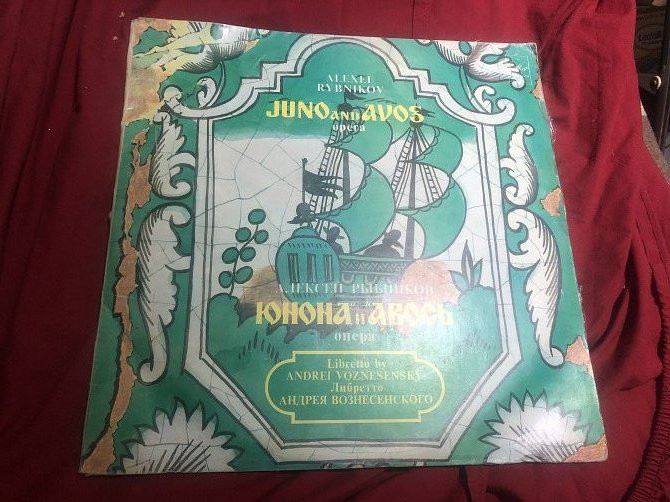 ALEXEI
RYBNIKOV
JUNO AND AVOS
opera
АЛЕКСЕЙ РЫБНИКОВ
ЮНОНА И АВОСЬ
опера
Libretto by
ANDREI VOZNESENSKY
Либретто
АНДРЕЯ ВОЗНЕСЕНСКОГО